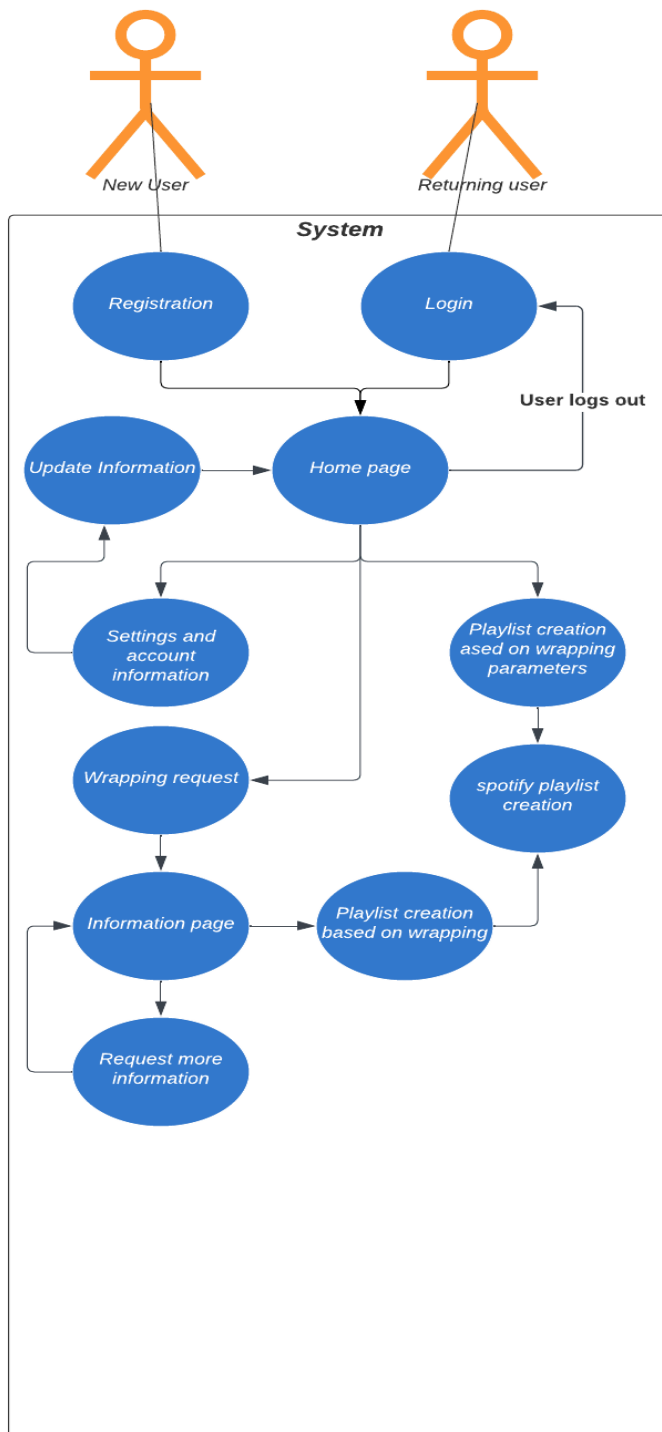 New User
Returning user
System
Registration
Login
User logs out
Update Information
Home page
Settings and
account
information
Playlist creation
ased on wrapping
parameters
Wrapping request
spotify playlist
creation
Information page
Playlist creation
based on wrapping
Request more
information